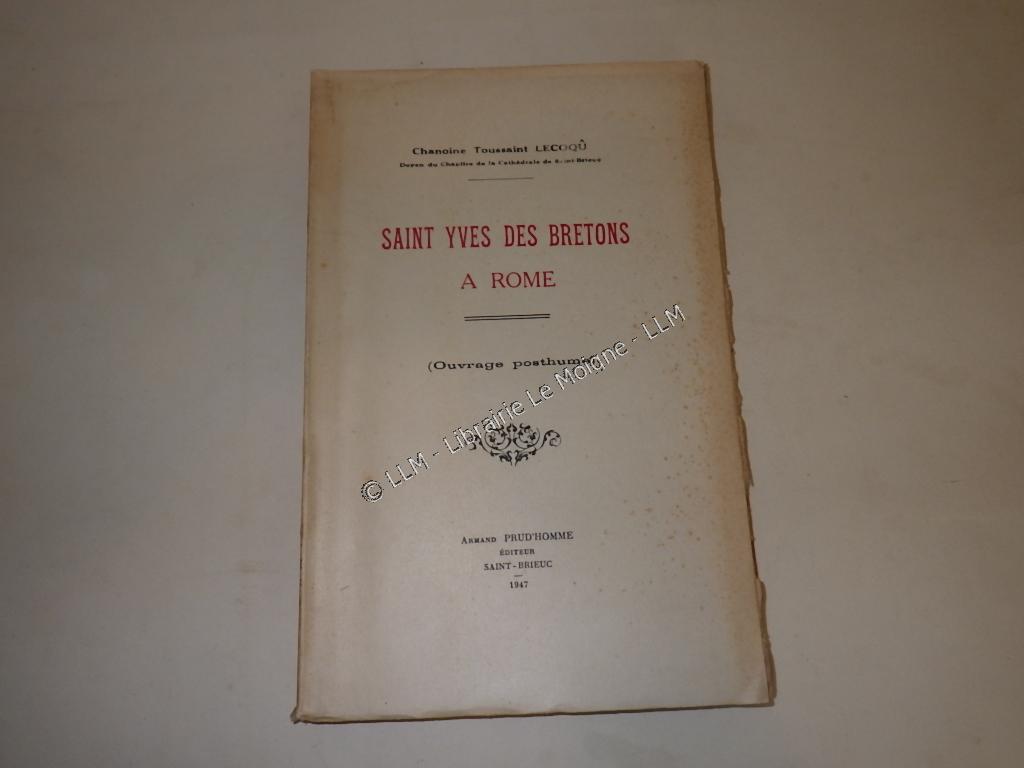 Chanoine Toussaint LECOQÛ
Doyen du Chapitre de la Cathédrale de Saint-Brieuc
SAINT YVES DES BRETONS
A ROME
(Ouvrage posthume)
© LLM - Librairie Le Moigne - LLM
Armand PRUD'HOMME
ÉDITEUR
SAINT-BRIEUC
1947